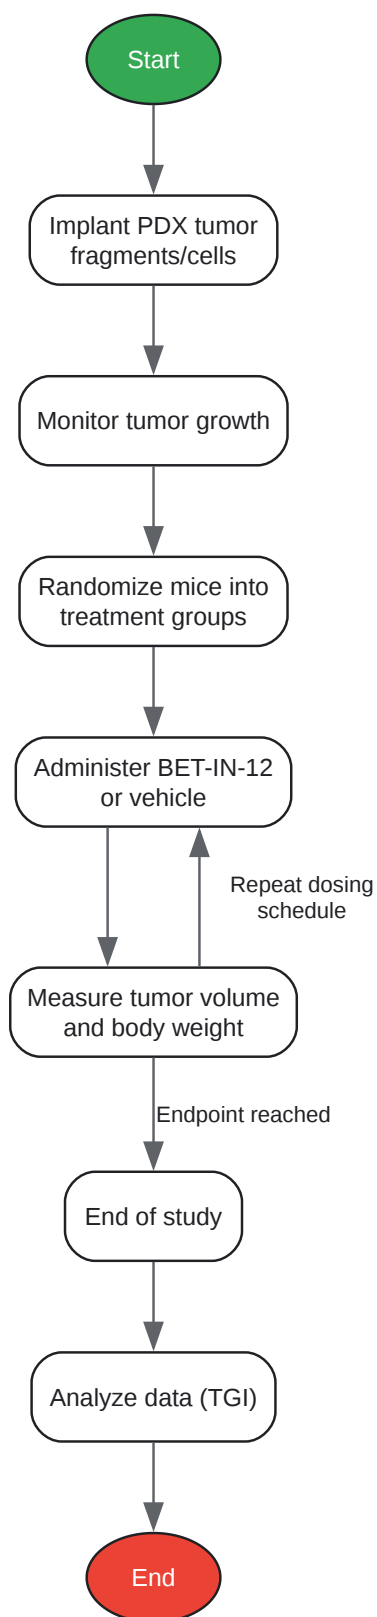 Start
Implant PDX tumor
fragments/cells
Monitor tumor growth
Randomize mice into
treatment groups
Administer BET-IN-12
or vehicle
Repeat dosing
schedule
Measure tumor volume
and body weight
Endpoint reached
End of study
Analyze data (TGI)
End